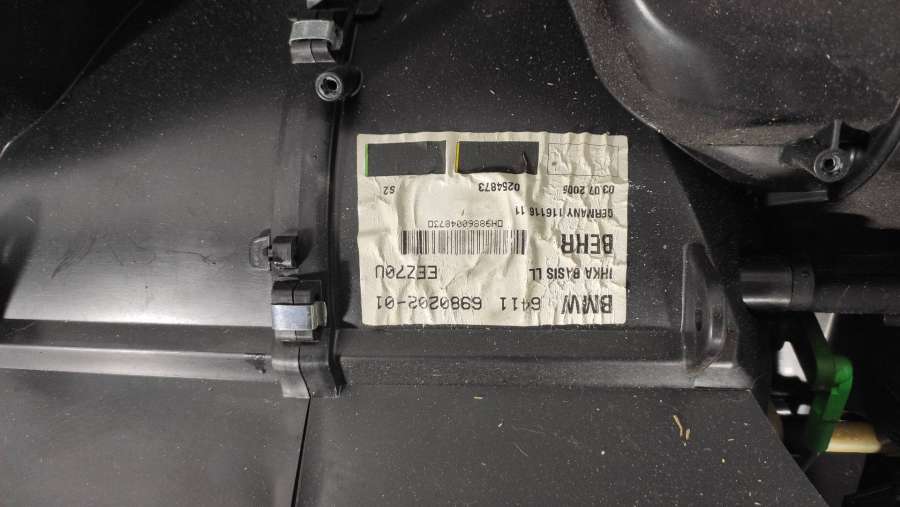 BMW 6411 6980202-01
IHKA BASIS LL EEZ70U
BEHR
GERMANY 116116 11
03.07.2005 0254873 S2